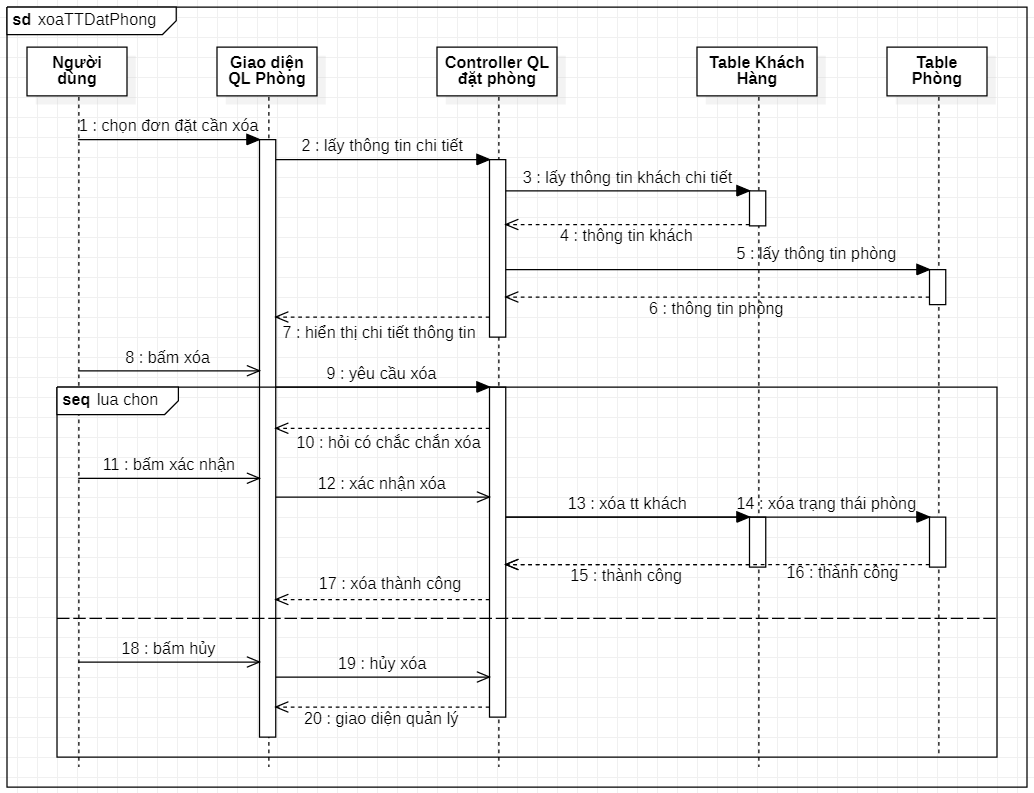 sd xoaTTDatPhong
Người
dùng
Giao diện
QL Phòng
Controller QL
đặt phòng
Table Khách
Hàng
Table
Phòng
1 : chọn đơn đặt cần xóa
2 : lấy thông tin chi tiết
3 : lấy thông tin khách chi tiết
4 : thông tin khách
5 : lấy thông tin phòng
6 : thông tin phòng
7 : hiển thị chi tiết thông tin
8 : bấm xóa
9 : yêu cầu xóa
seq lua chon
10 : hỏi có chắc chắn xóa
11 : bấm xác nhận
12 : xác nhận xóa
13 : xóa tt khách
14 : xóa trạng thái phòng
15 : thành công
16 : thành công
17 : xóa thành công
18 : bấm hủy
19 : hủy xóa
20 : giao diện quản lý